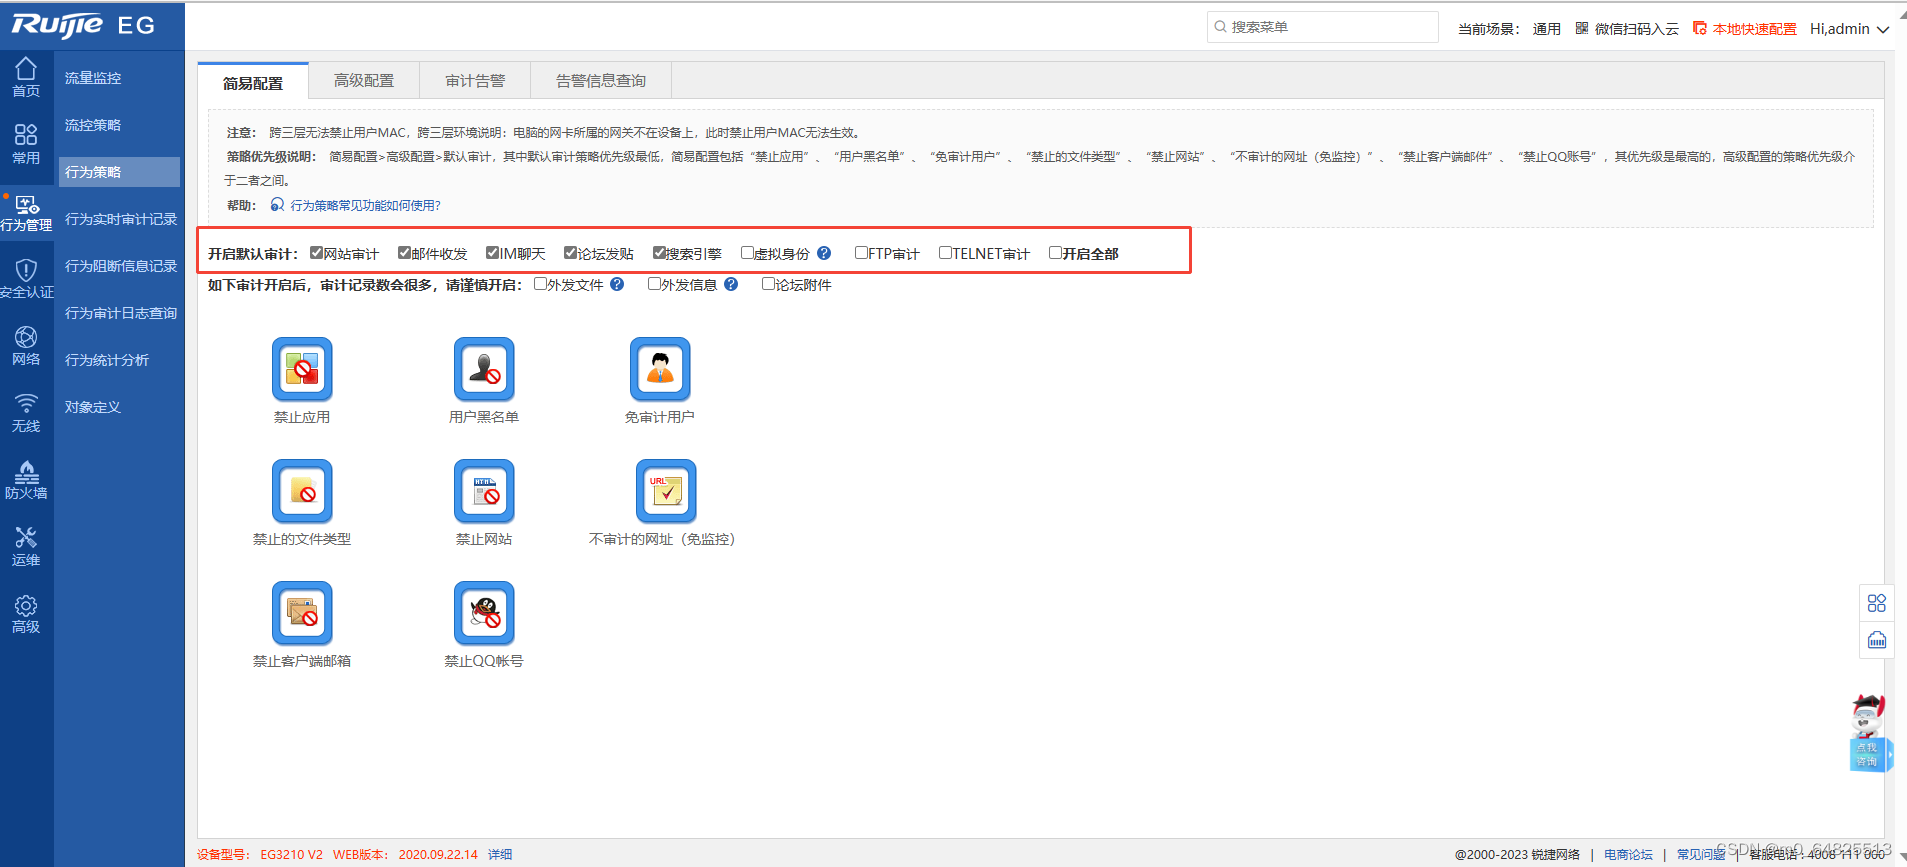 Ruijie EG
搜索菜单
当前场景： 通用 微信扫码入云 本地快速配置 Hi,admin
首页
常用
行为管理
安全认证
网络
无线
防火墙
运维
高级
流量监控
流控策略
行为策略
行为实时审计记录
行为阻断信息记录
行为审计日志查询
行为统计分析
对象定义
简易配置 高级配置 审计告警 告警信息查询
注意： 跨三层无法禁止用户MAC，跨三层环境说明：电脑的网卡所属的网关不在设备上，此时禁止用户MAC无法生效。
策略优先级说明： 简易配置>高级配置>默认审计，其中默认审计策略优先级最低，简易配置包括“禁止应用”、“用户黑名单”、“免审计用户”、“禁止的文件类型”、“禁止网站”、“不审计的网址（免监控）”、“禁止客户端邮件”、“禁止QQ账号”，其优先级是最高的，高级配置的策略优先级介
于二者之间。
帮助： 行为策略常见功能如何使用?
开启默认审计： 网站审计 邮件收发 IM聊天 论坛发贴 搜索引擎 虚拟身份 ? FTP审计 TELNET审计 开启全部
如下审计开启后，审计记录数会很多，请谨慎开启： 外发文件 ? 外发信息 ? 论坛附件
禁止应用 用户黑名单 免审计用户
HTML
URL
禁止的文件类型 禁止网站 不审计的网址（免监控）
禁止客户端邮箱 禁止QQ帐号
点我
咨询
设备型号： EG3210 V2 WEB版本： 2020.09.22.14 详细
@2000-2023 锐捷网络 | 电商论坛 | 常见问题 | 客服电话：4008 111 000
CSDN @m0_64825513